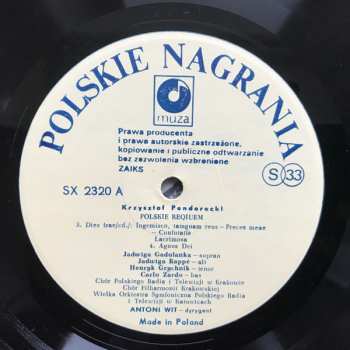 POLSKIE NAGRANIA
muza
Prawa producenta
i prawa autorskie zastrzeżone,
kopiowanie i publiczne odtwarzanie
bez zezwolenia wzbronione
ZAIKS
S 33
SX 2320 A
Krzysztof Penderecki
POLSKIE REQIUEM
3. Dies irae[cd.]: Ingemisco, tamquam reus — Preces meae
— Confutatis
Lacrimosa
4. Agnus Dei
Jadwiga Gadulanka — sopran
Jadwiga Rappé — alt
Henryk Grychnik — tenor
Carlo Zardo — bas
Chór Polskiego Radia i Telewizji w Krakowie
Chór Filharmonii Krakowskiej
Wielka Orkiestra Symfoniczna Polskiego Radia
i Telewizji w Katowicach
ANTONI WIT — dyrygent
Made in Poland